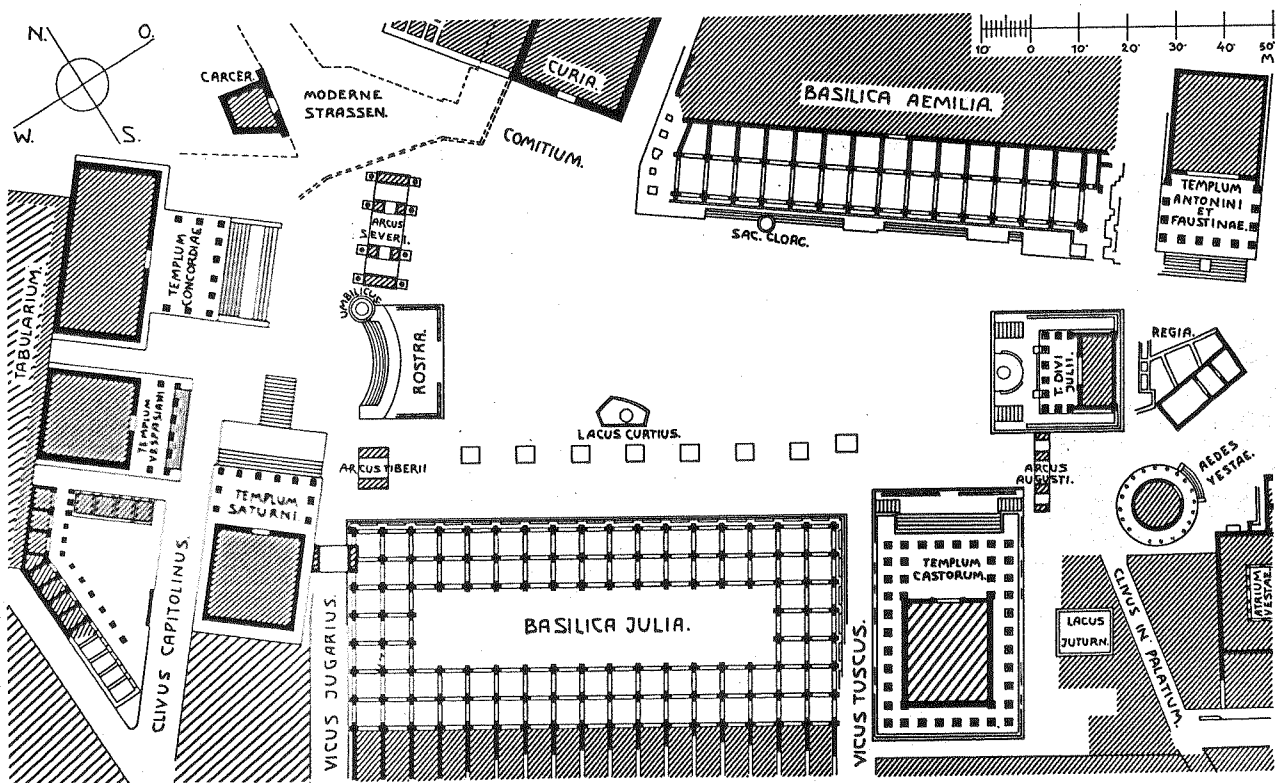 N.
O.
W.
S.
CARCER.
MODERNE
STRASSEN.
CURIA.
COMITIUM.
BASILICA AEMILIA.
10 0 10 20 30 40 50
M
TEMPLUM
ANTONINI
ET
FAUSTINAE.
SAC. CLOAC.
ARCUS
SEVERI.
TEMPLUM
CONCORDIAE.
TABULARIUM.
UMBILICUS
ROSTRA.
T. DIVI
JULII.
REGIA.
TEMPLUM
VESPASIANI
LACUS CURTIUS.
ARCUS TIBERII
ARCUS
AUGUSTI.
AEDES
VESTAE.
TEMPLUM
SATURNI
TEMPLUM
CASTORUM.
CLIVUS CAPITOLINUS.
VICUS JUGARIUS.
BASILICA JULIA.
VICUS TUSCUS.
LACUS
JUTURN.
CLIVUS IN PALATIUM.
ATRIUM
VESTAE.